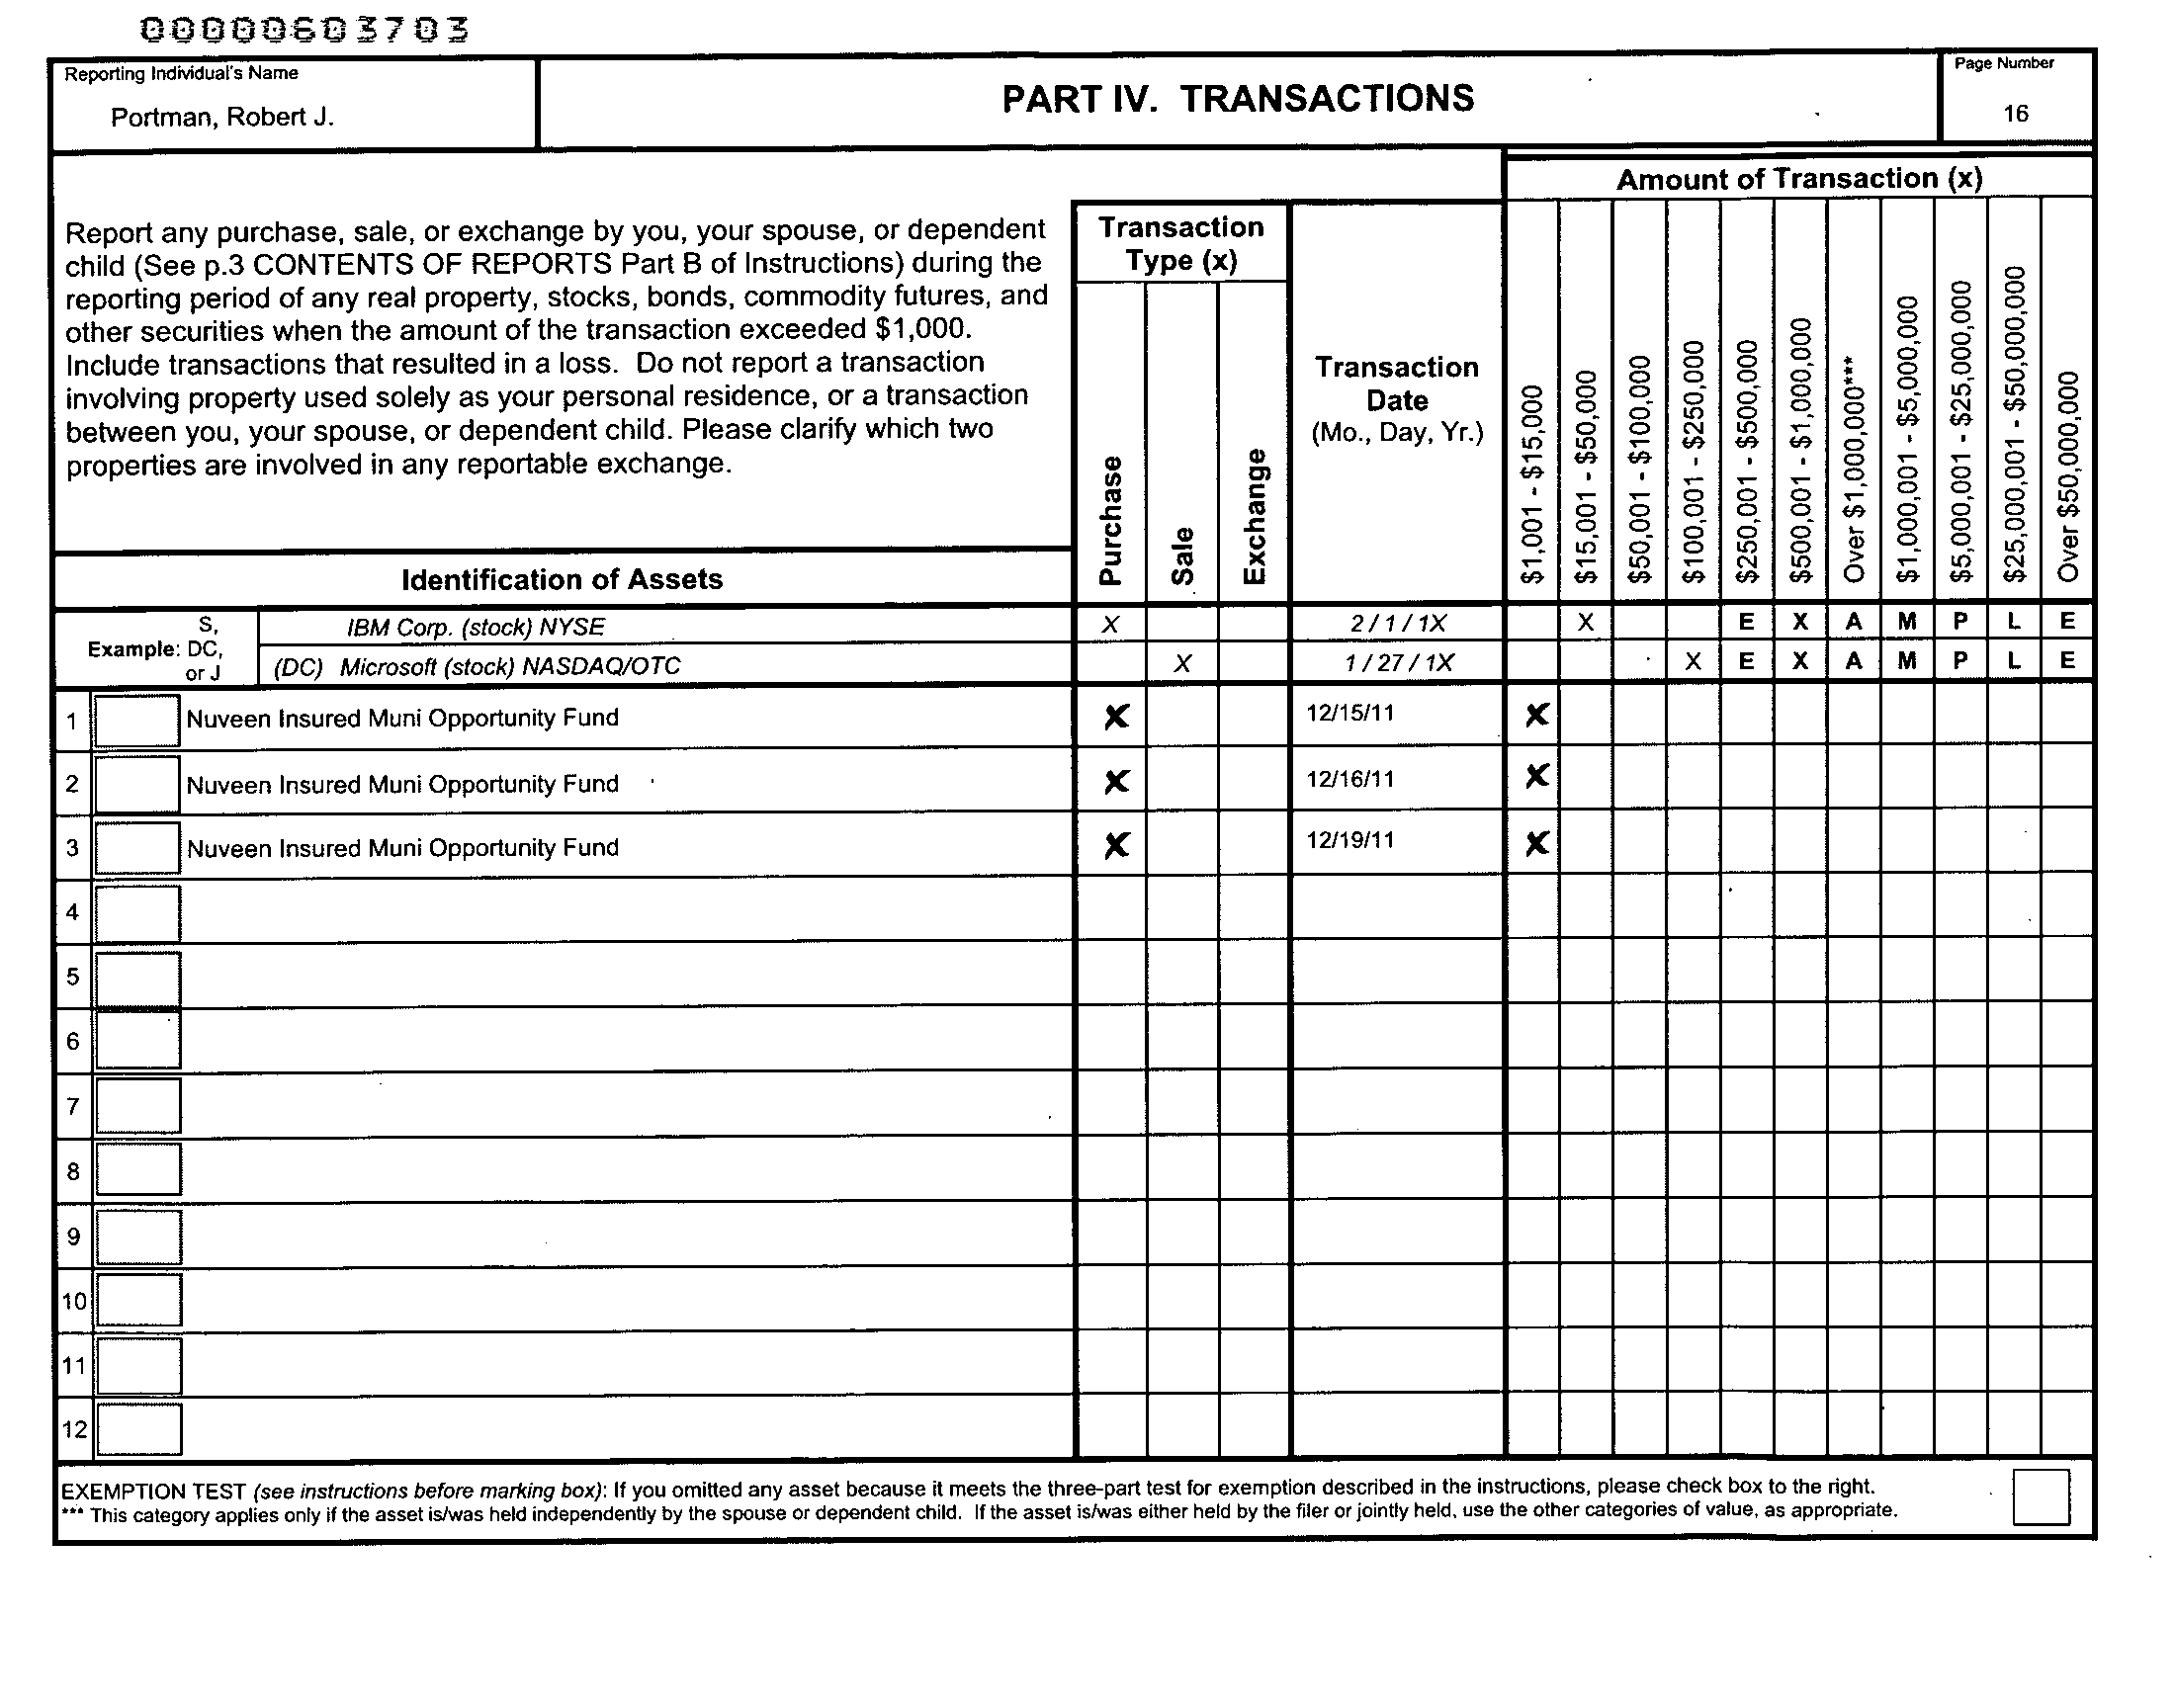 00000603703
Reporting Individual's Name
Portman, Robert J.
PART IV. TRANSACTIONS
Page Number
16
Report any purchase, sale, or exchange by you, your spouse, or dependent
child (See p.3 CONTENTS OF REPORTS Part B of Instructions) during the
reporting period of any real property, stocks, bonds, commodity futures, and
other securities when the amount of the transaction exceeded $1,000.
Include transactions that resulted in a loss. Do not report a transaction
involving property used solely as your personal residence, or a transaction
between you, your spouse, or dependent child. Please clarify which two
properties are involved in any reportable exchange.
Identification of Assets
Transaction
Type (x)
Purchase
Sale
Exchange
Transaction
Date
(Mo., Day, Yr.)
Amount of Transaction (x)
$1,001 - $15,000
$15,001 - $50,000
$50,001 - $100,000
$100,001 - $250,000
$250,001 - $500,000
$500,001 - $1,000,000
Over $1,000,000***
$1,000,001 - $5,000,000
$5,000,001 - $25,000,000
$25,000,001 - $50,000,000
Over $50,000,000
Example: S,
DC,
or J
IBM Corp. (stock) NYSE X 2 / 1 / 1X X E X A M P L E
(DC) Microsoft (stock) NASDAQ/OTC X 1 / 27 / 1X X E X A M P L E
1 Nuveen Insured Muni Opportunity Fund X 12/15/11 X
2 Nuveen Insured Muni Opportunity Fund X 12/16/11 X
3 Nuveen Insured Muni Opportunity Fund X 12/19/11 X
4
5
6
7
8
9
10
11
12
EXEMPTION TEST (see instructions before marking box): If you omitted any asset because it meets the three-part test for exemption described in the instructions, please check box to the right.
*** This category applies only if the asset is/was held independently by the spouse or dependent child. If the asset is/was either held by the filer or jointly held, use the other categories of value, as appropriate.